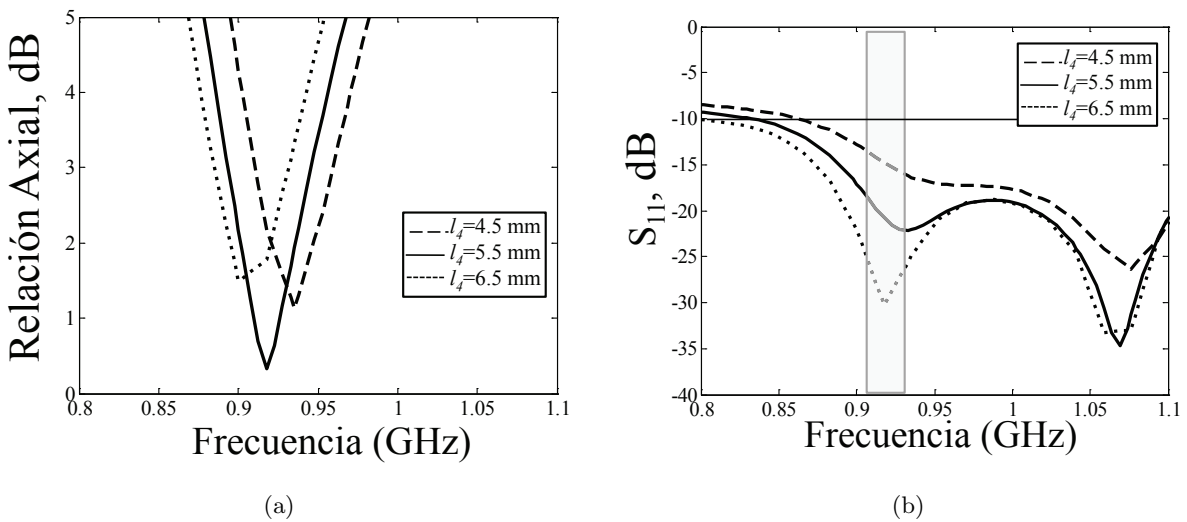 Relación Axial, dB
5
4
3
2
1
0
0.8 0.85 0.9 0.95 1 1.05 1.1
Frecuencia (GHz)
l4=4.5 mm
l4=5.5 mm
l4=6.5 mm
(a)
S11, dB
0
-5
-10
-15
-20
-25
-30
-35
-40
0.8 0.85 0.9 0.95 1 1.05 1.1
Frecuencia (GHz)
l4=4.5 mm
l4=5.5 mm
l4=6.5 mm
(b)